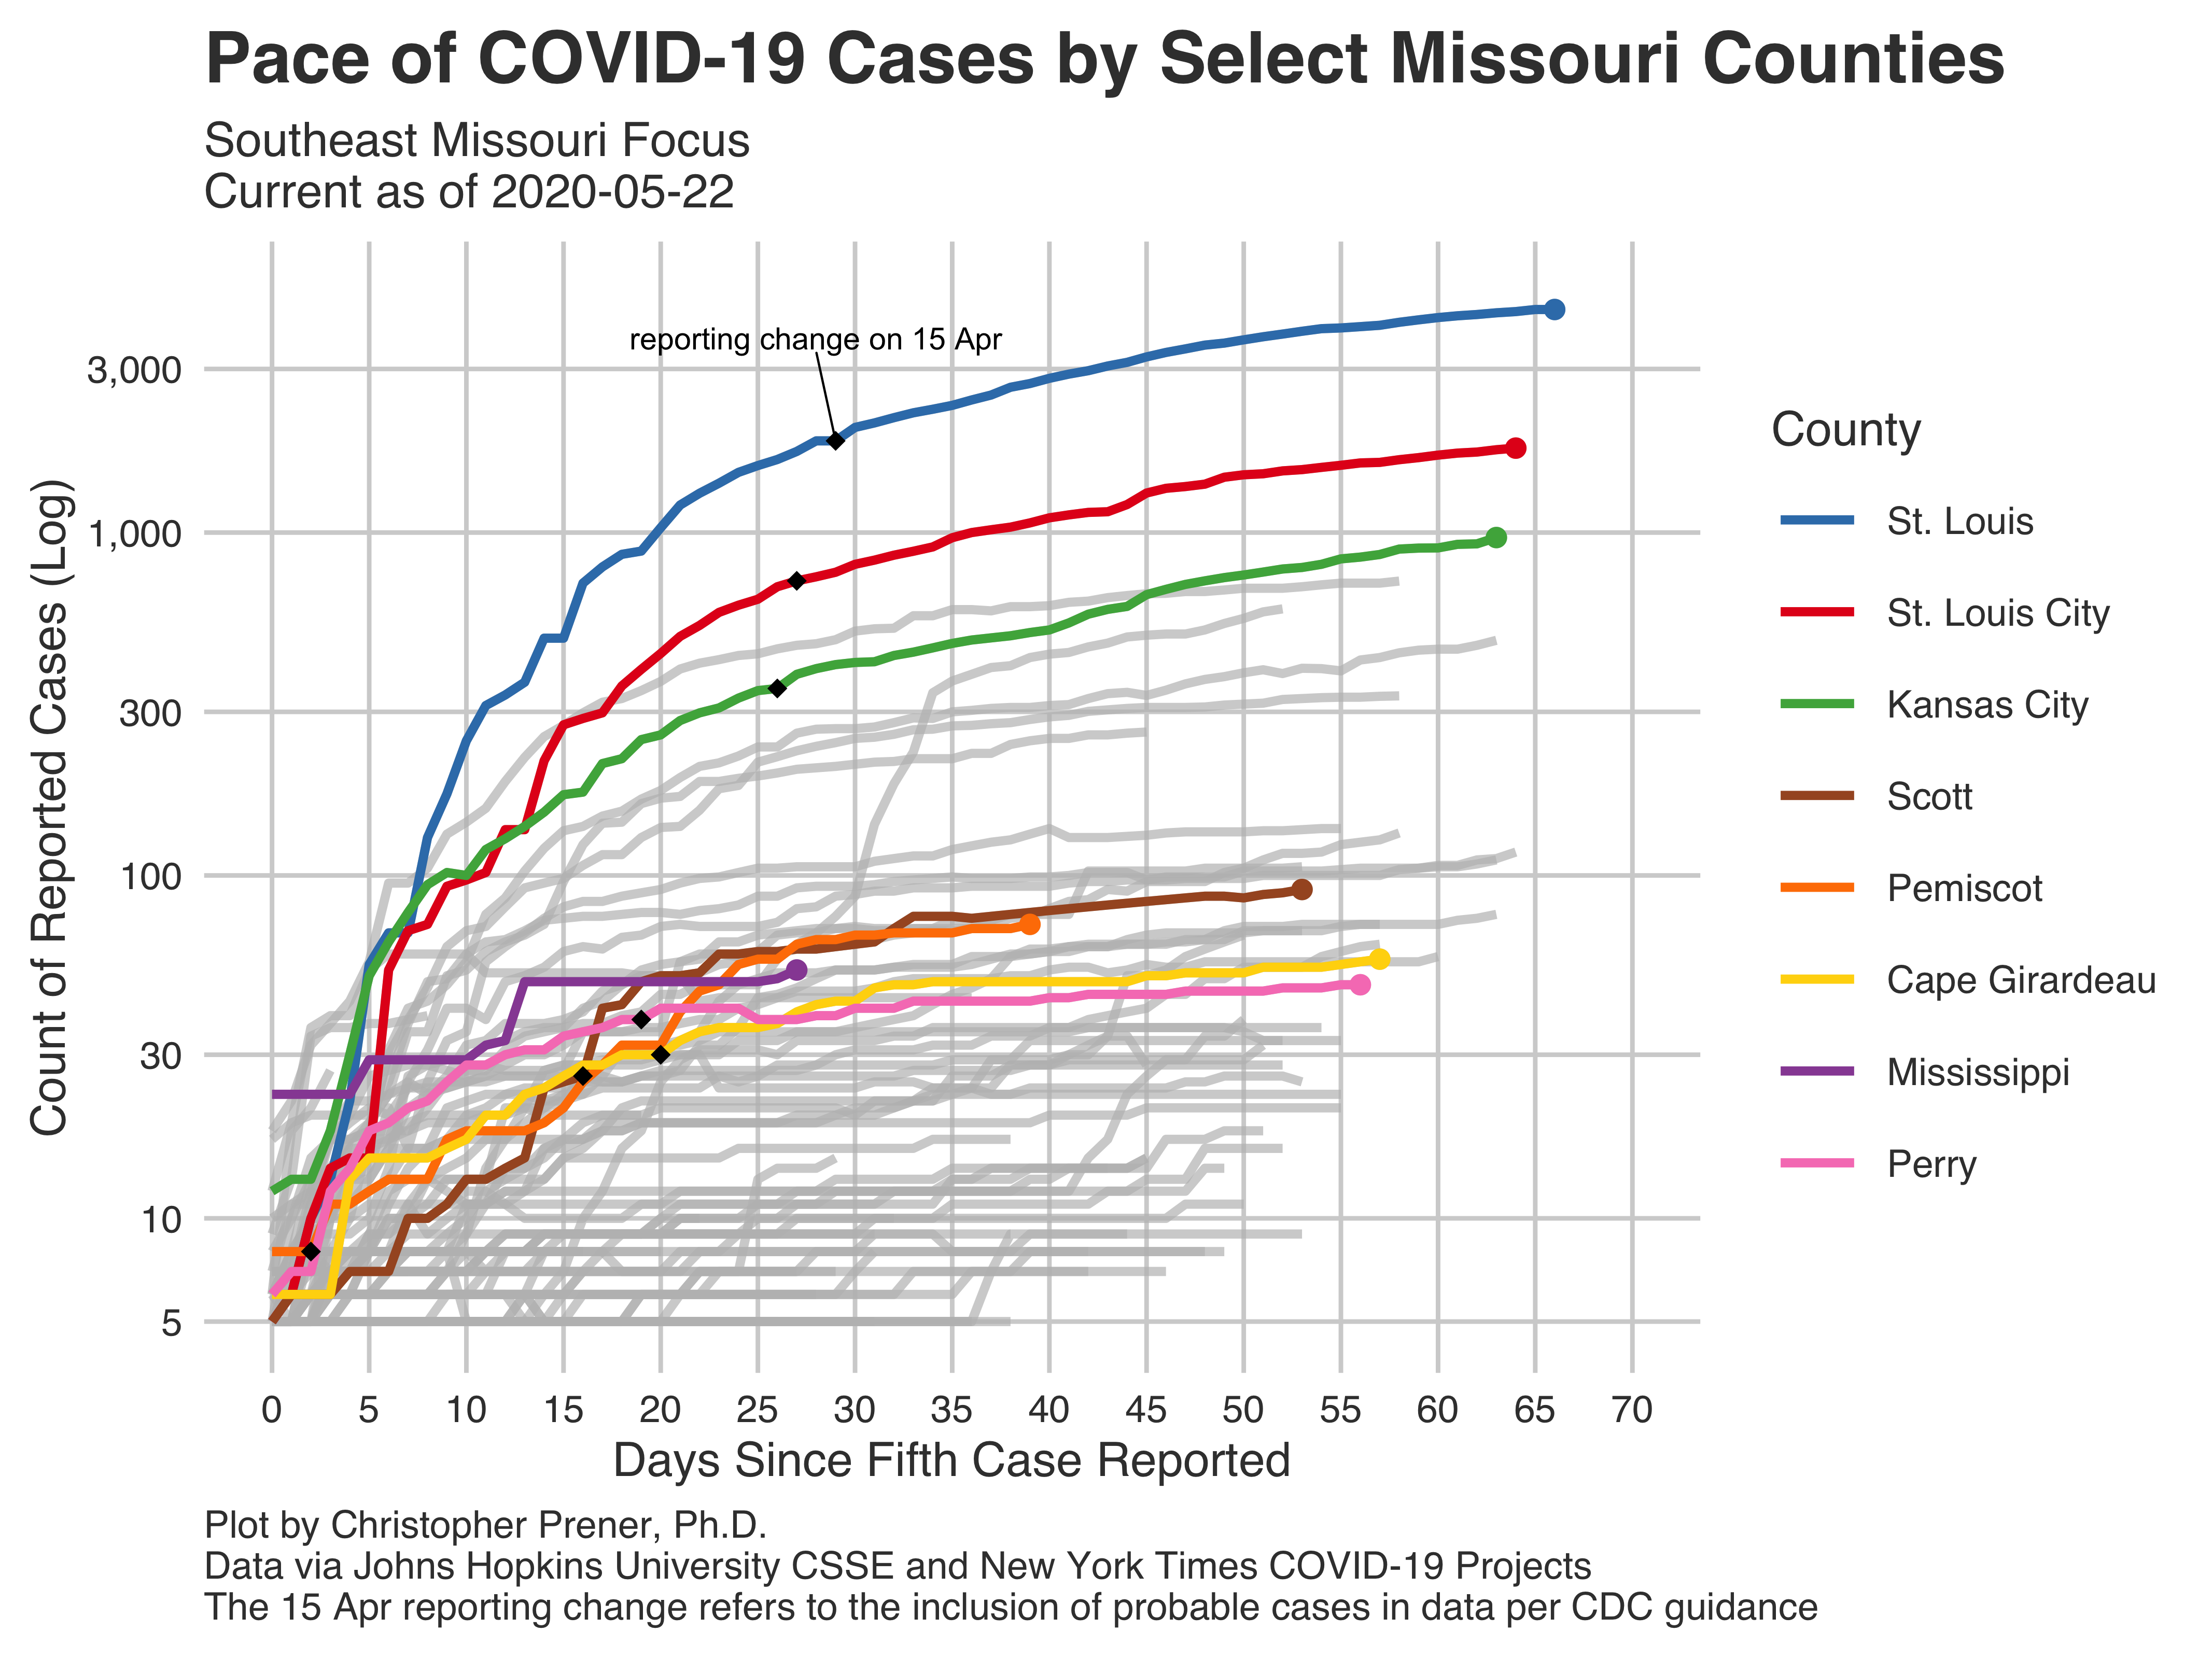 Pace of COVID-19 Cases by Select Missouri Counties
Southeast Missouri Focus
Current as of 2020-05-22
reporting change on 15 Apr
Count of Reported Cases (Log)
3,000
1,000
300
100
30
10
5
0 5 10 15 20 25 30 35 40 45 50 55 60 65 70
Days Since Fifth Case Reported
County
St. Louis
St. Louis City
Kansas City
Scott
Pemiscot
Cape Girardeau
Mississippi
Perry
Plot by Christopher Prener, Ph.D.
Data via Johns Hopkins University CSSE and New York Times COVID-19 Projects
The 15 Apr reporting change refers to the inclusion of probable cases in data per CDC guidance